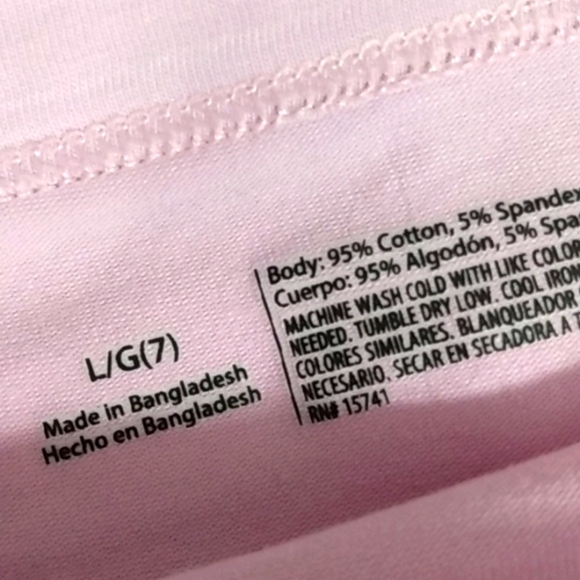 L/G(7)
Made in Bangladesh
Hecho en Bangladesh
Body: 95% Cotton, 5% Spandex
Cuerpo: 95% Algodón, 5% Spa
MACHINE WASH COLD WITH LIKE COLOR
NEEDED. TUMBLE DRY LOW. COOL IRON
COLORES SIMILARES. BLANQUEADOR
NECESARIO. SECAR EN SECADORA A T
RN# 15741